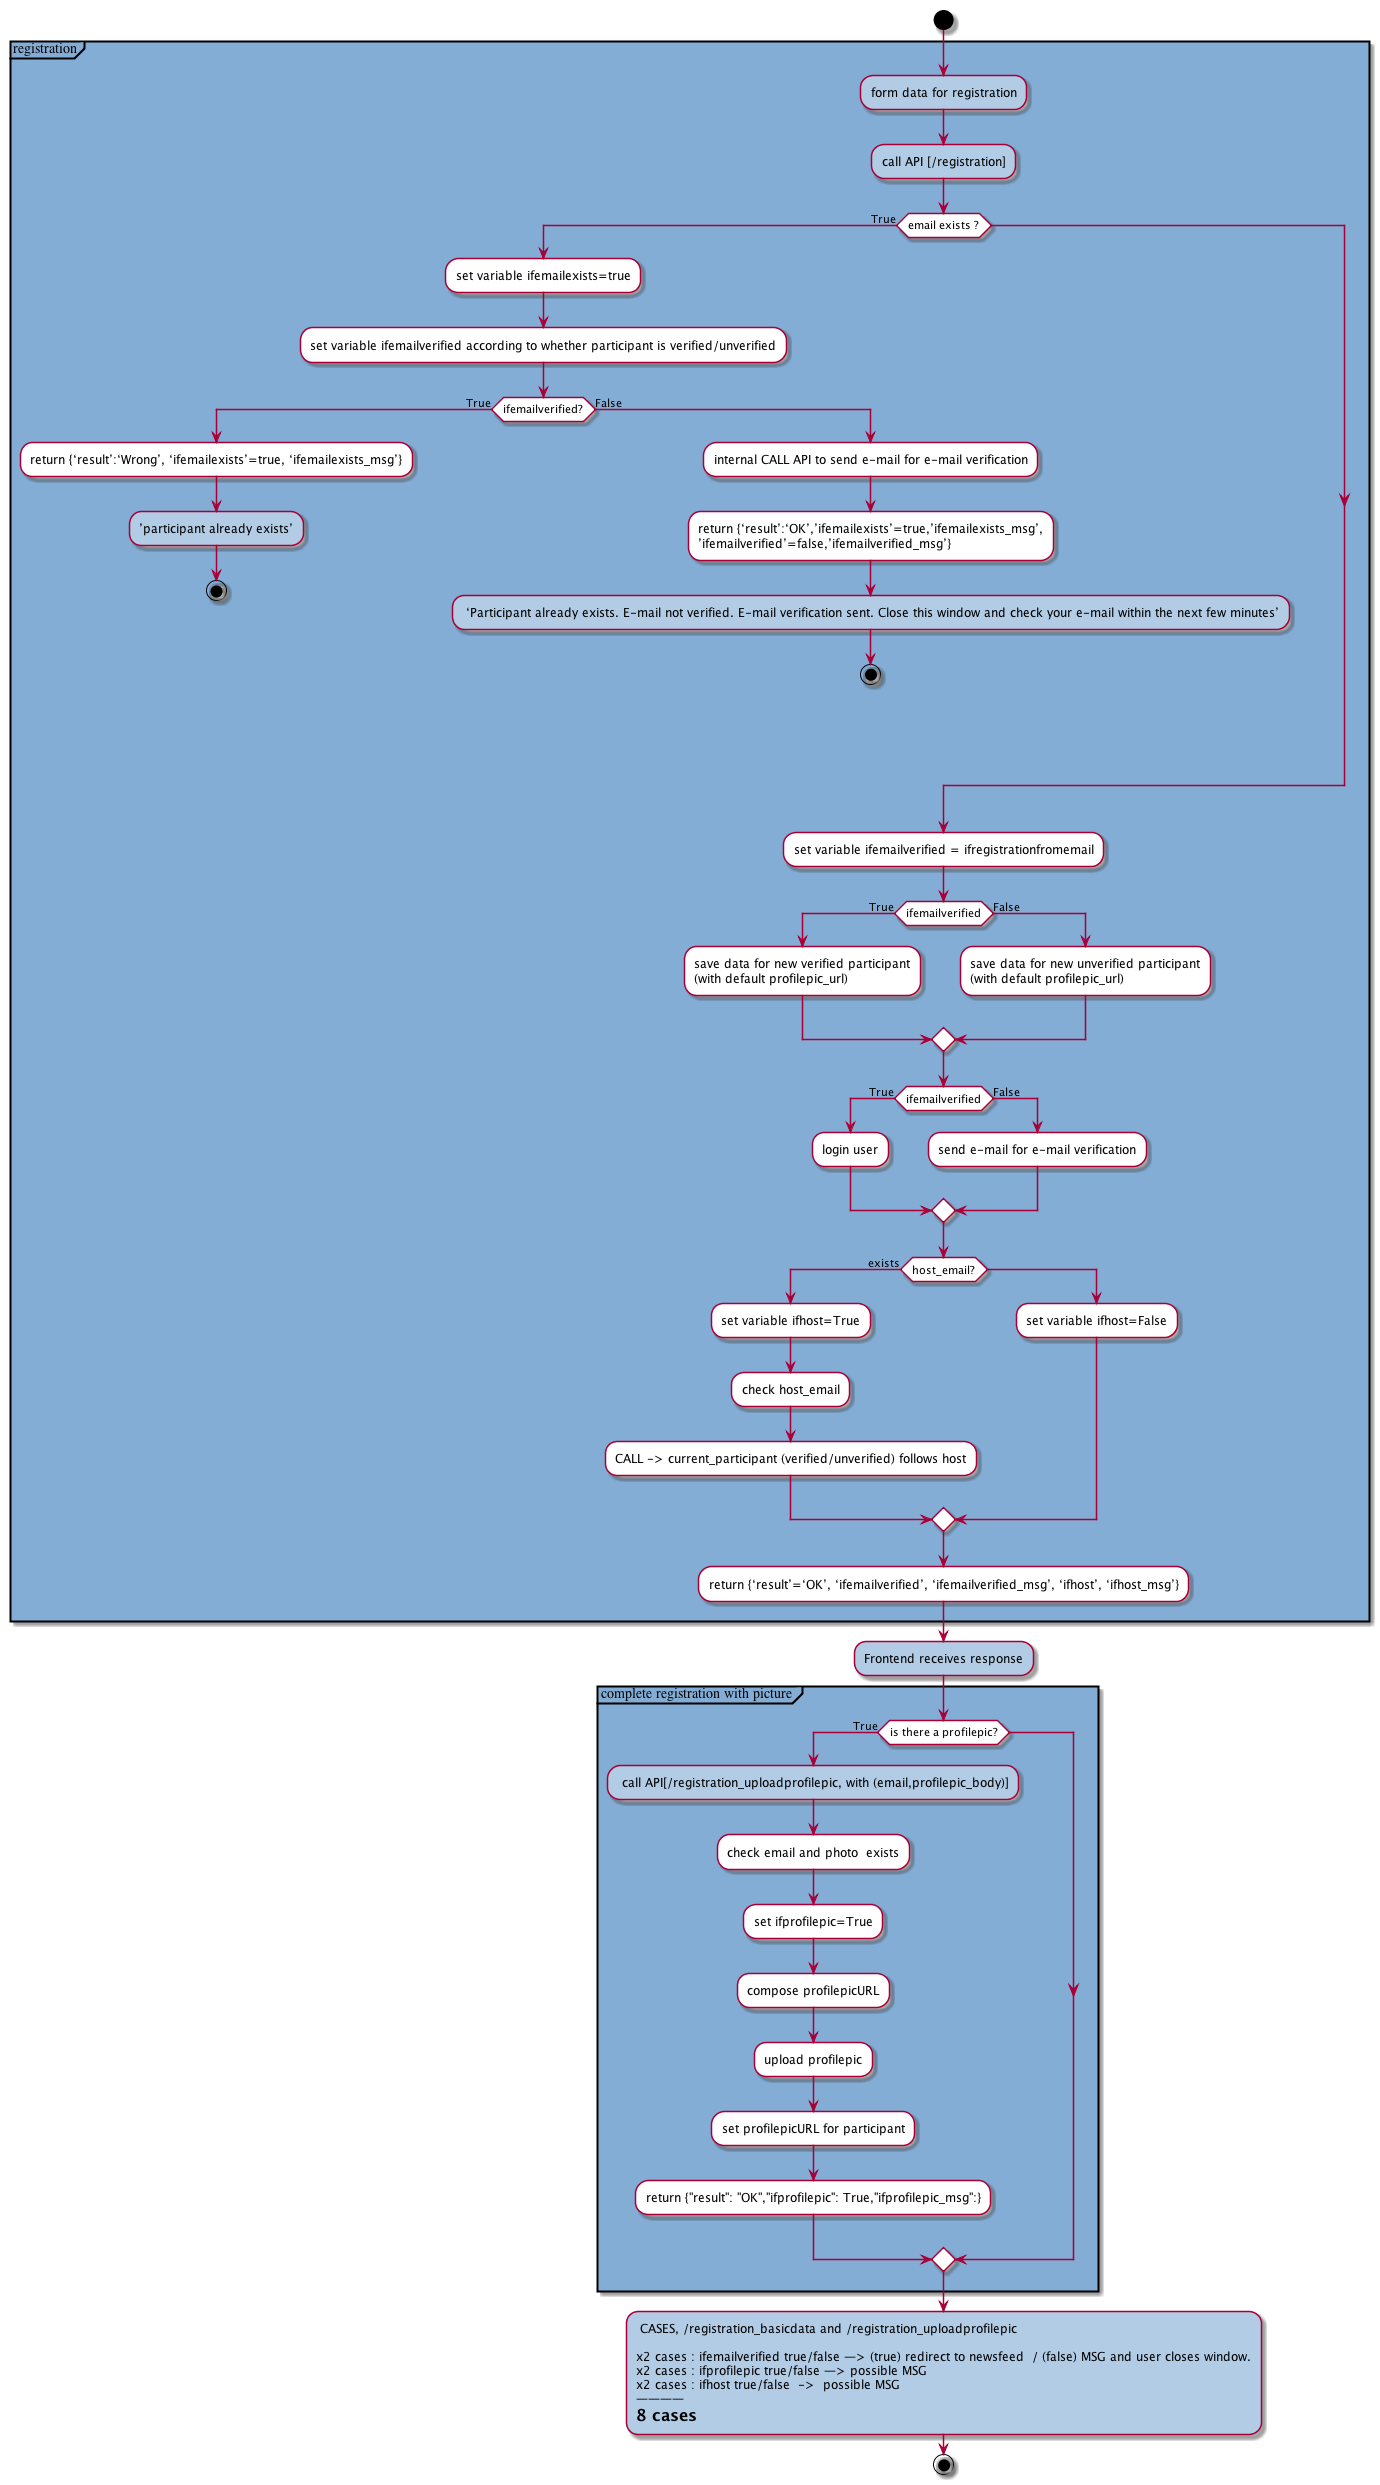 registration
form data for registration
call API [/registration]
True
email exists ?
set variable ifemailexists=true
set variable ifemailverified according to whether participant is verified/unverified
True
ifemailverified?
False
return {‘result’:‘Wrong’, ‘ifemailexists’=true, ‘ifemailexists_msg’}
internal CALL API to send e-mail for e-mail verification
'participant already exists'
return {‘result’:‘OK’,’ifemailexists’=true,’ifemailexists_msg’,
’ifemailverified’=false,’ifemailverified_msg’}
‘Participant already exists. E-mail not verified. E-mail verification sent. Close this window and check your e-mail within the next few minutes’
set variable ifemailverified = ifregistrationfromemail
True
ifemailverified
False
save data for new verified participant
(with default profilepic_url)
save data for new unverified participant
(with default profilepic_url)
True
ifemailverified
False
login user
send e-mail for e-mail verification
exists
host_email?
set variable ifhost=True
set variable ifhost=False
check host_email
CALL -> current_participant (verified/unverified) follows host
return {‘result’=‘OK’, ‘ifemailverified’, ‘ifemailverified_msg’, ‘ifhost’, ‘ifhost_msg’}
Frontend receives response
complete registration with picture
True
is there a profilepic?
call API[/registration_uploadprofilepic, with (email,profilepic_body)]
check email and photo  exists
set ifprofilepic=True
compose profilepicURL
upload profilepic
set profilepicURL for participant
return {"result": "OK","ifprofilepic": True,"ifprofilepic_msg":}
CASES, /registration_basicdata and /registration_uploadprofilepic
x2 cases : ifemailverified true/false —> (true) redirect to newsfeed  / (false) MSG and user closes window.
x2 cases : ifprofilepic true/false —> possible MSG
x2 cases : ifhost true/false  ->  possible MSG
————
8 cases